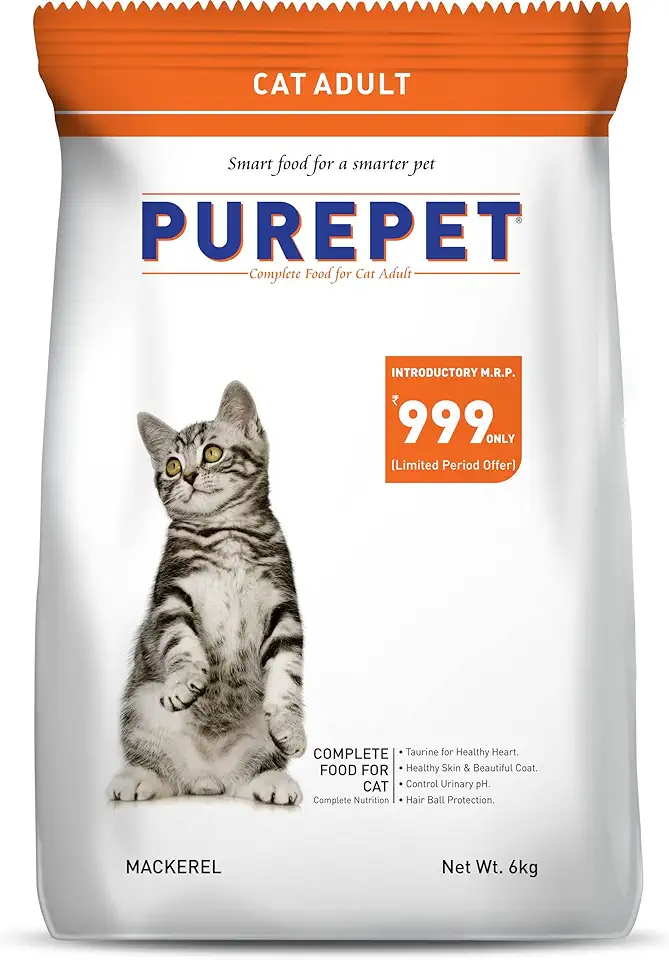 CAT ADULT
Smart food for a smarter pet
PUREPET®
Complete Food for Cat Adult
INTRODUCTORY M.R.P.
₹999 ONLY
(Limited Period Offer)
COMPLETE
FOOD FOR
CAT
Complete Nutrition
• Taurine for Healthy Heart.
• Healthy Skin & Beautiful Coat.
• Control Urinary pH.
• Hair Ball Protection.
MACKEREL
Net Wt. 6kg